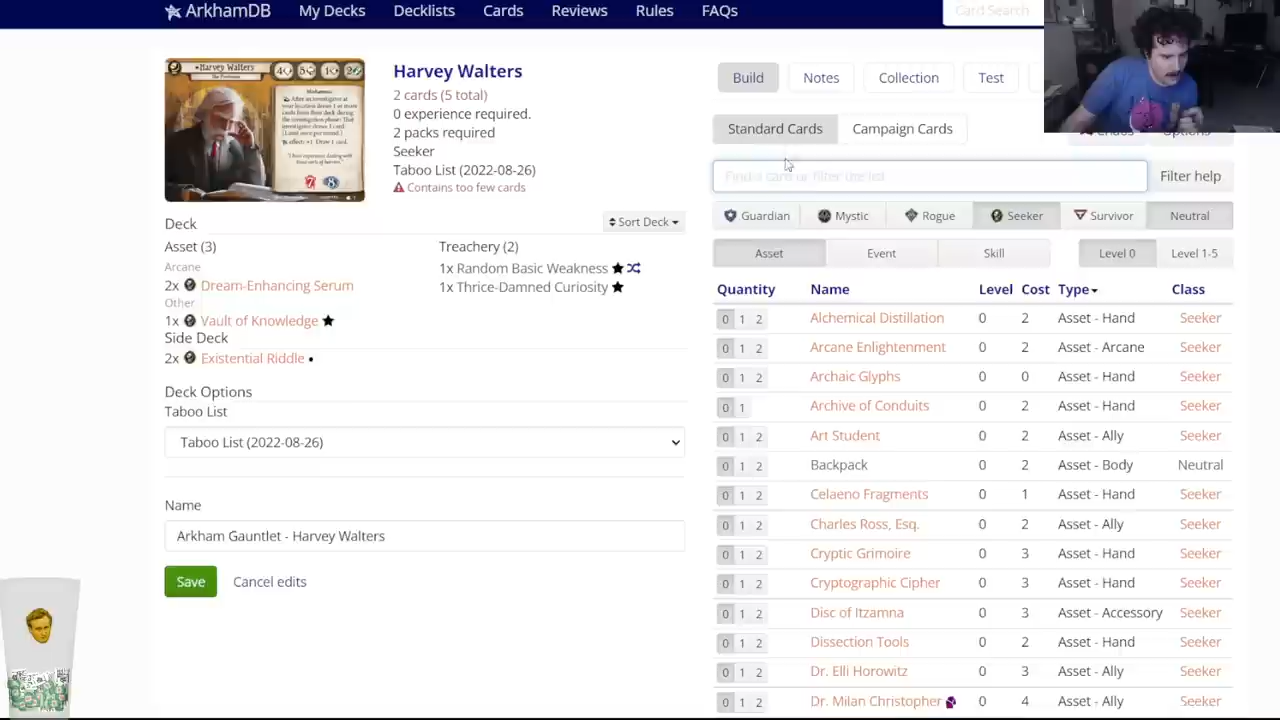 ArkhamDB My Decks Decklists Cards Reviews Rules FAQs Card Search
Harvey Walters
Harvey Walters
2 cards (5 total)
0 experience required.
2 packs required
Seeker
Taboo List (2022-08-26)
Contains too few cards
Build Notes Collection Test
Standard Cards Campaign Cards
Find a card or filter the list Filter help
Guardian Mystic Rogue Seeker Survivor Neutral
Asset Event Skill Level 0 Level 1-5
Deck Sort Deck
Asset (3)
Arcane
2x Dream-Enhancing Serum
Other
1x Vault of Knowledge
Side Deck
2x Existential Riddle
Treachery (2)
1x Random Basic Weakness
1x Thrice-Damned Curiosity
Deck Options
Taboo List
Taboo List (2022-08-26)
Name
Arkham Gauntlet - Harvey Walters
Save Cancel edits
Quantity Name Level Cost Type Class
0 1 2 Alchemical Distillation 0 2 Asset - Hand Seeker
0 1 2 Arcane Enlightenment 0 2 Asset - Arcane Seeker
0 1 2 Archaic Glyphs 0 0 Asset - Hand Seeker
0 1 Archive of Conduits 0 2 Asset - Hand Seeker
0 1 2 Art Student 0 2 Asset - Ally Seeker
0 1 2 Backpack 0 2 Asset - Body Neutral
0 1 2 Celaeno Fragments 0 1 Asset - Hand Seeker
0 1 2 Charles Ross, Esq. 0 2 Asset - Ally Seeker
0 1 2 Cryptic Grimoire 0 3 Asset - Hand Seeker
0 1 2 Cryptographic Cipher 0 3 Asset - Hand Seeker
0 1 2 Disc of Itzamna 0 3 Asset - Accessory Seeker
0 1 2 Dissection Tools 0 2 Asset - Hand Seeker
0 1 2 Dr. Elli Horowitz 0 3 Asset - Ally Seeker
0 1 2 Dr. Milan Christopher 0 4 Asset - Ally Seeker